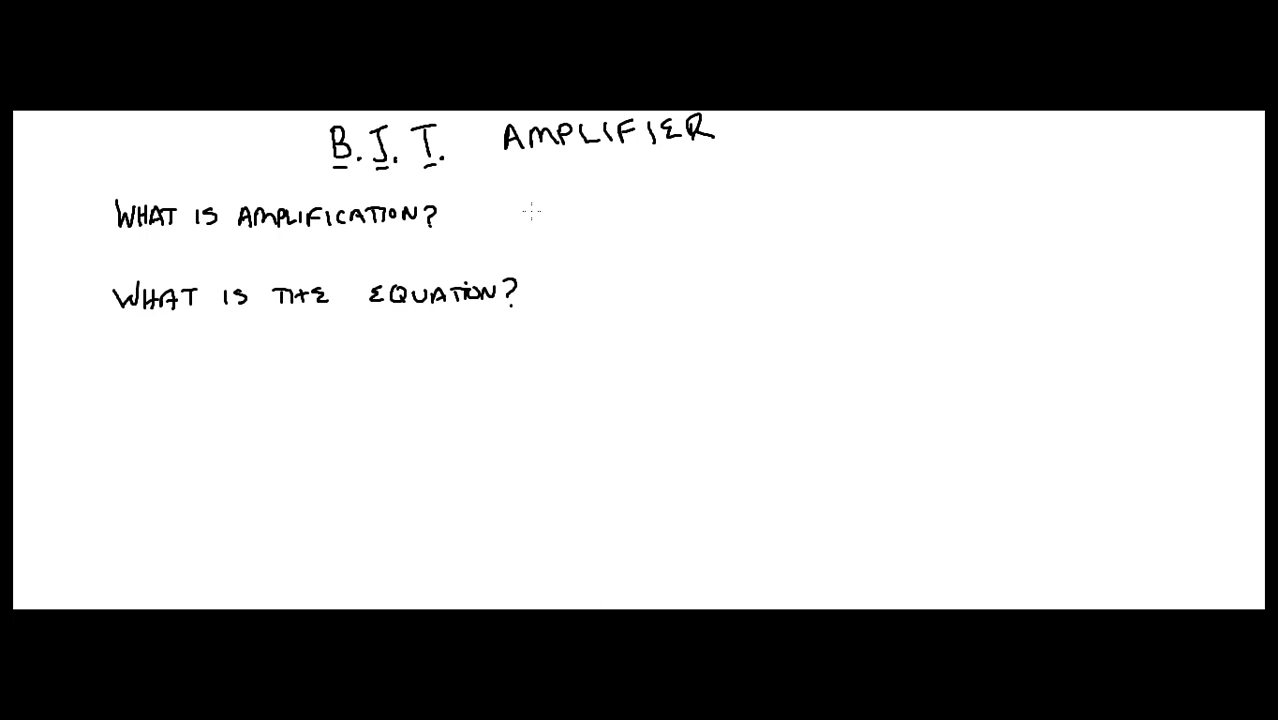 B.J.T. AMPLIFIER
WHAT IS AMPLIFICATION?
WHAT IS THE EQUATION?